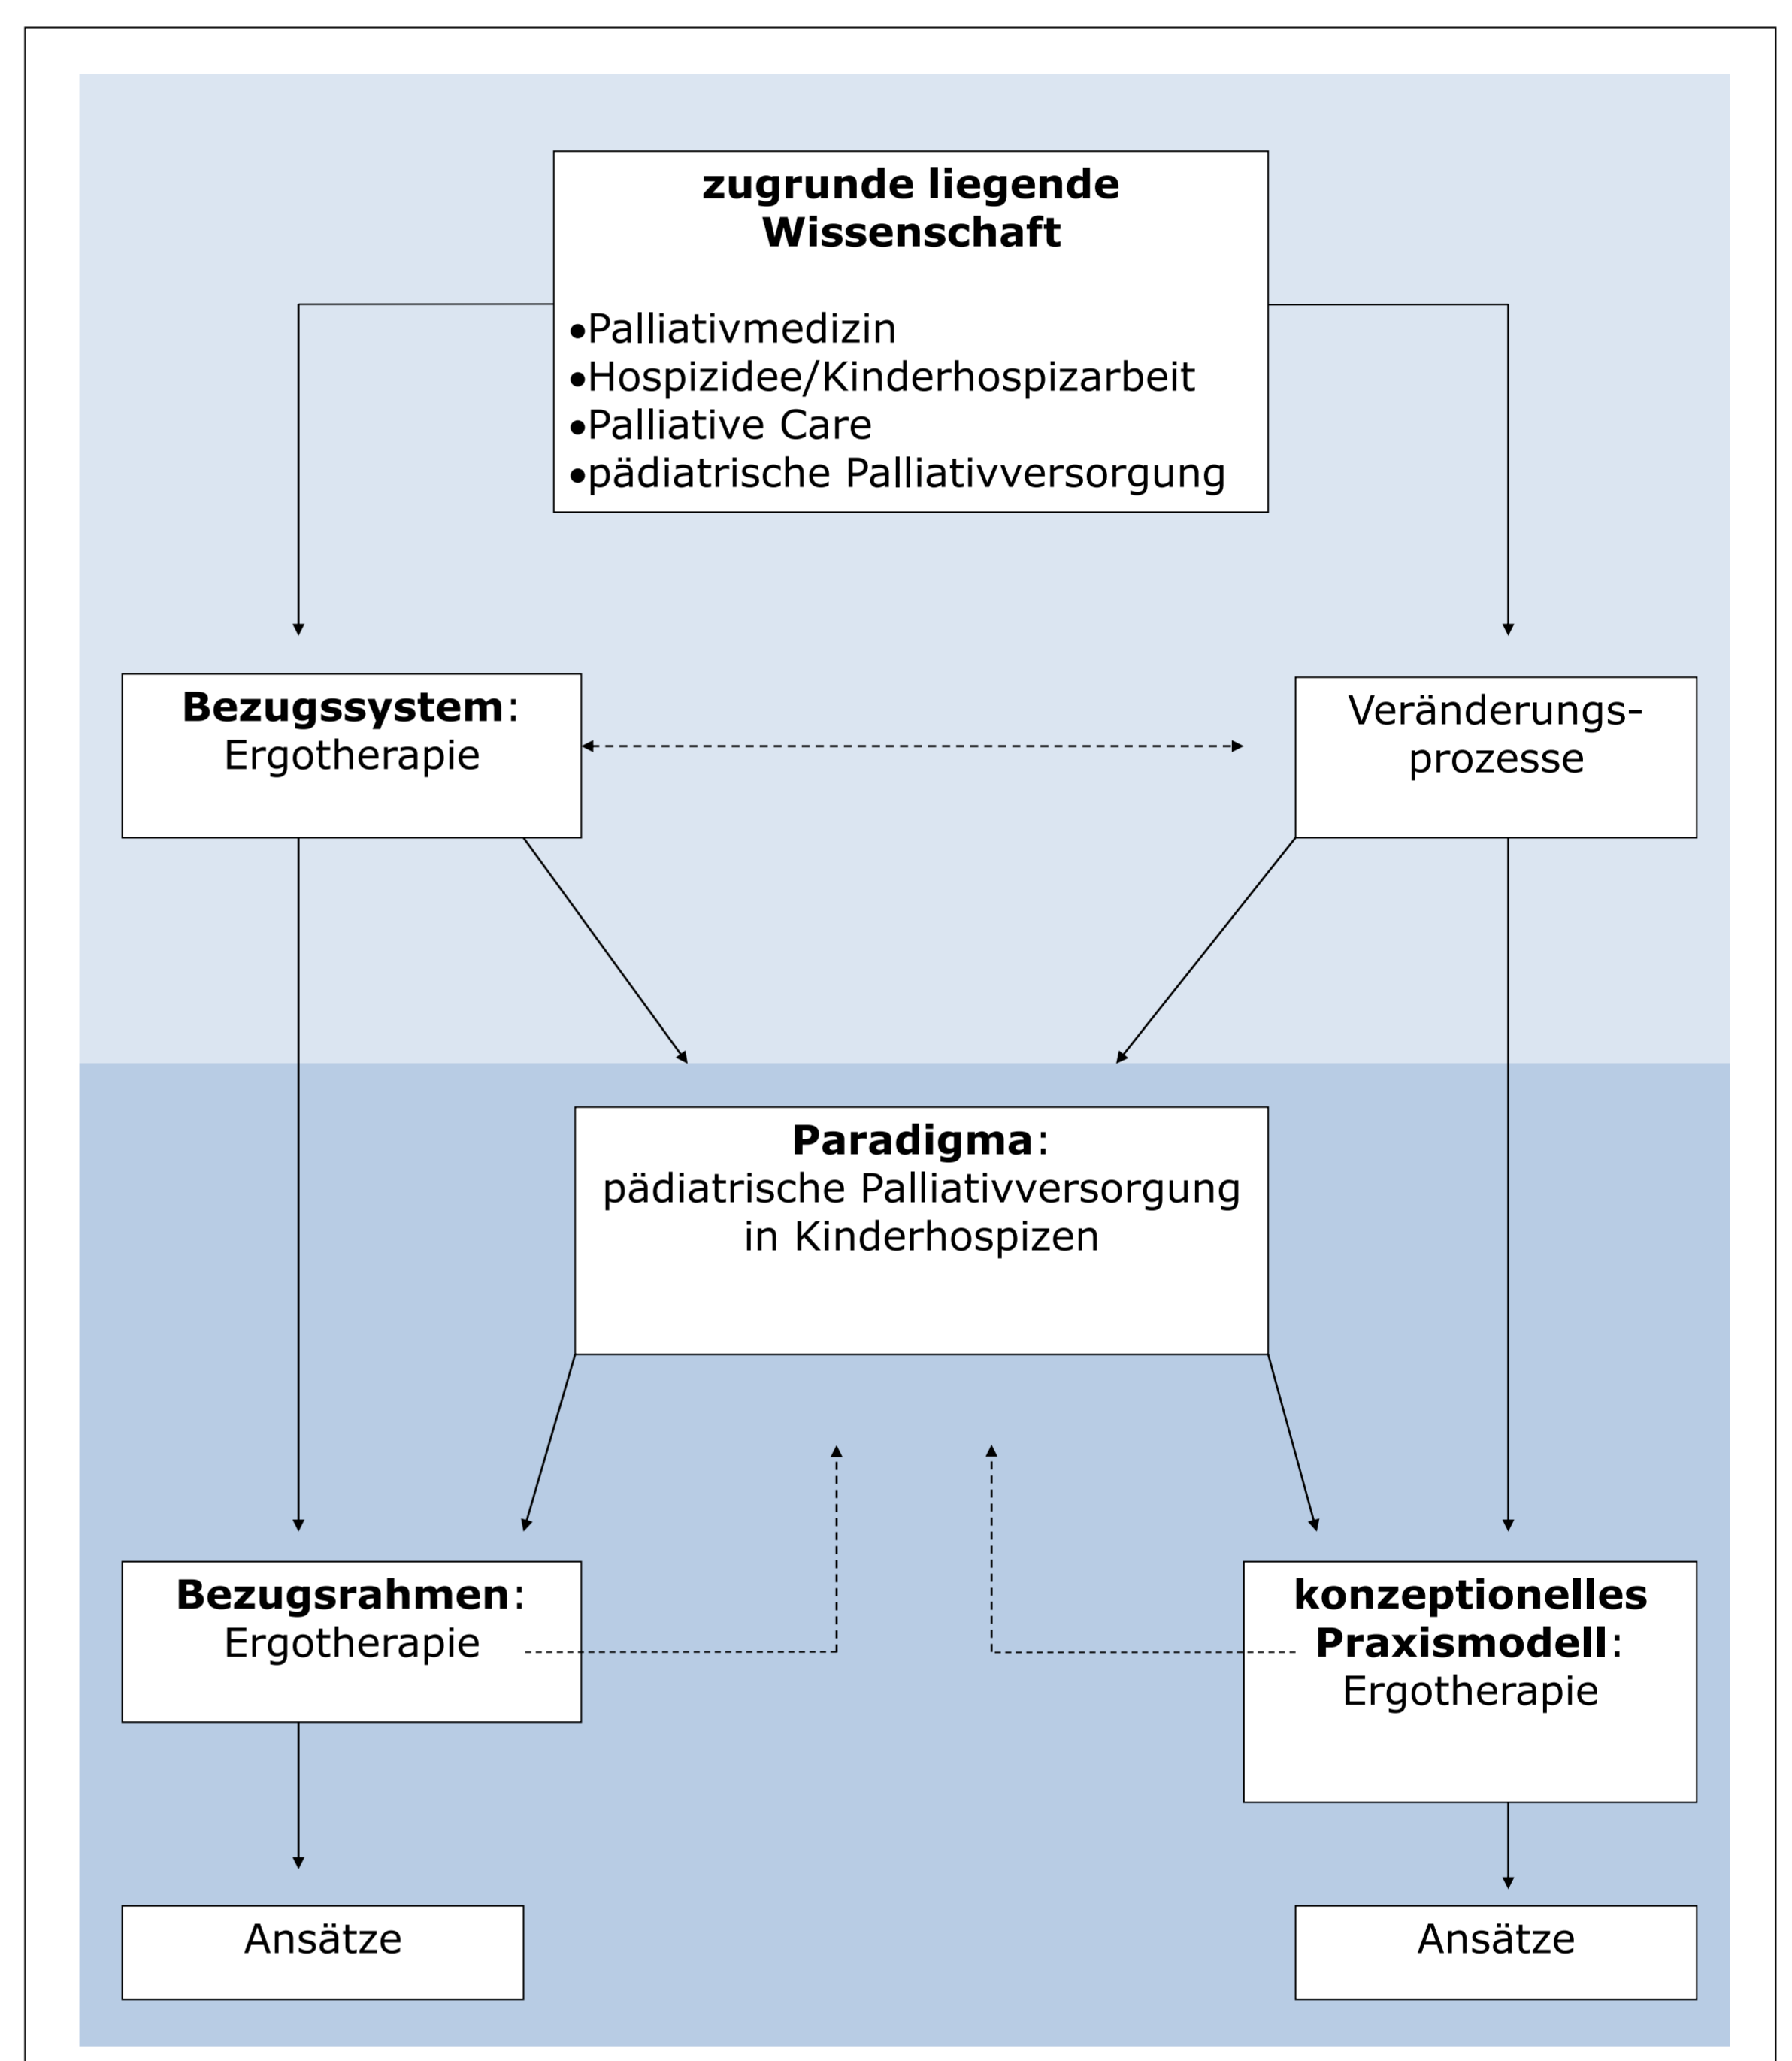 zugrunde liegende
Wissenschaft
•Palliativmedizin
•Hospizidee/Kinderhospizarbeit
•Palliative Care
•pädiatrische Palliativversorgung
Bezugssystem:
Ergotherapie
Veränderungs-
prozesse
Paradigma:
pädiatrische Palliativversorgung
in Kinderhospizen
Bezugsrahmen:
Ergotherapie
konzeptionelles
Praxismodell:
Ergotherapie
Ansätze
Ansätze